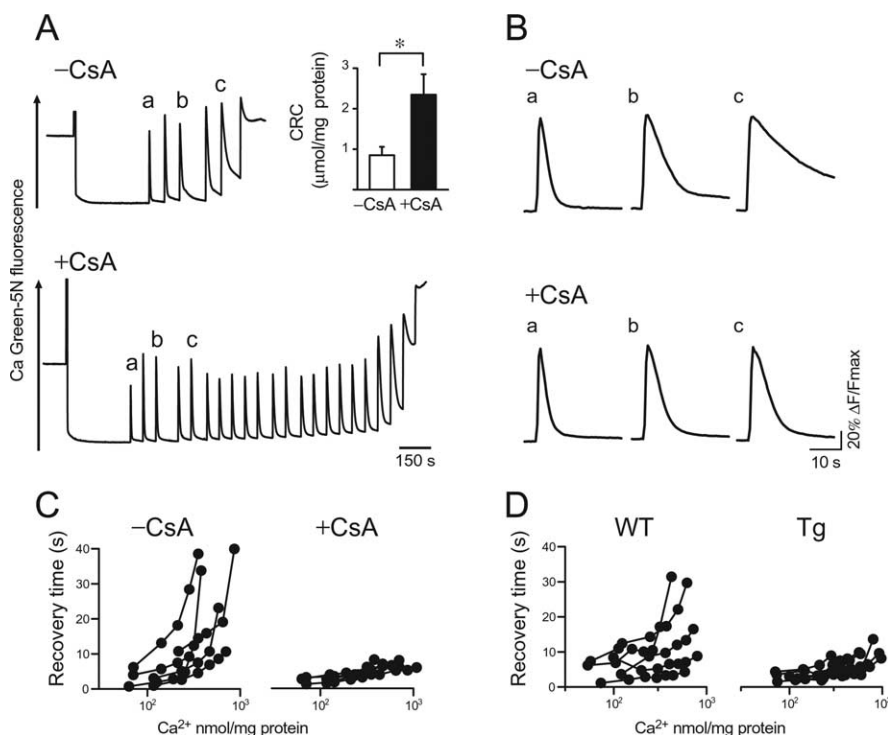 A
−CsA
a
b
c
*
CRC
(μmol/mg protein)
3
2
1
−CsA +CsA
+CsA
a
b
c
Ca Green-5N fluorescence
150 s
B
−CsA
a
b
c
+CsA
a
b
c
20% ΔF/Fmax
10 s
C
−CsA
+CsA
Recovery time (s)
40
30
20
10
0
10²
10³
10²
10³
Ca²⁺ nmol/mg protein
D
WT
Tg
Recovery time (s)
40
30
20
10
0
10²
10³
10²
10³
Ca²⁺ nmol/mg protein